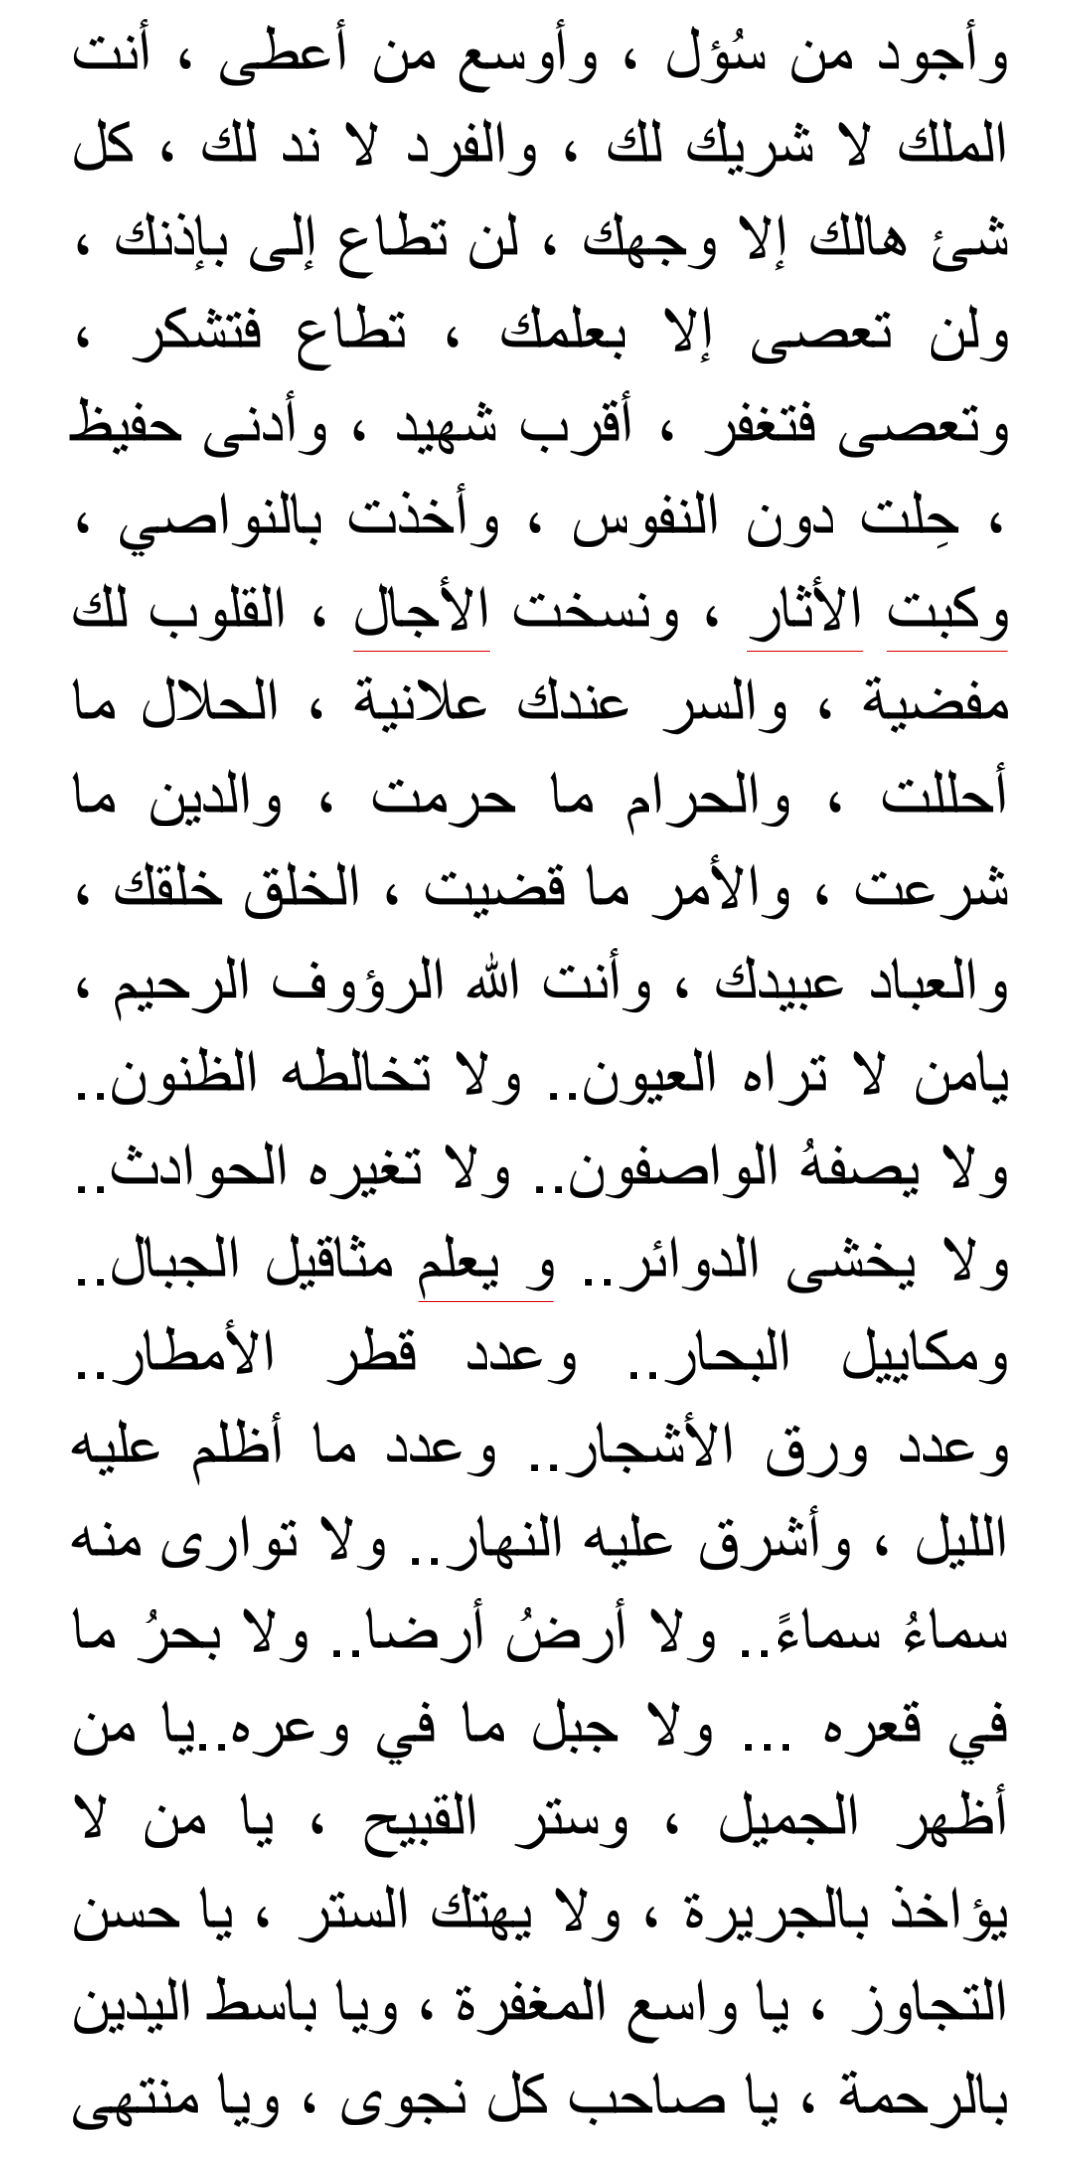 وأجود من سُؤل ، وأوسع من أعطى ، أنت
الملك لا شريك لك ، والفرد لا ند لك ، كل
شئ هالك إلا وجهك ، لن تطاع إلى بإذنك ،
ولن تعصى إلا بعلمك ، تطاع فتشكر ،
وتعصى فتغفر ، أقرب شهيد ، وأدنى حفيظ
، حِلت دون النفوس ، وأخذت بالنواصي ،
وكبت الأثار ، ونسخت الأجال ، القلوب لك
مفضية ، والسر عندك علانية ، الحلال ما
أحللت ، والحرام ما حرمت ، والدين ما
شرعت ، والأمر ما قضيت ، الخلق خلقك ،
والعباد عبيدك ، وأنت الله الرؤوف الرحيم ،
يامن لا تراه العيون.. ولا تخالطه الظنون..
ولا يصفهُ الواصفون.. ولا تغيره الحوادث..
ولا يخشى الدوائر.. و يعلم مثاقيل الجبال..
ومكاييل البحار.. وعدد قطر الأمطار..
وعدد ورق الأشجار.. وعدد ما أظلم عليه
الليل ، وأشرق عليه النهار.. ولا توارى منه
سماءُ سماءً.. ولا أرضُ أرضا.. ولا بحرُ ما
في قعره ... ولا جبل ما في وعره..يا من
أظهر الجميل ، وستر القبيح ، يا من لا
يؤاخذ بالجريرة ، ولا يهتك الستر ، يا حسن
التجاوز ، يا واسع المغفرة ، ويا باسط اليدين
بالرحمة ، يا صاحب كل نجوى ، ويا منتهى